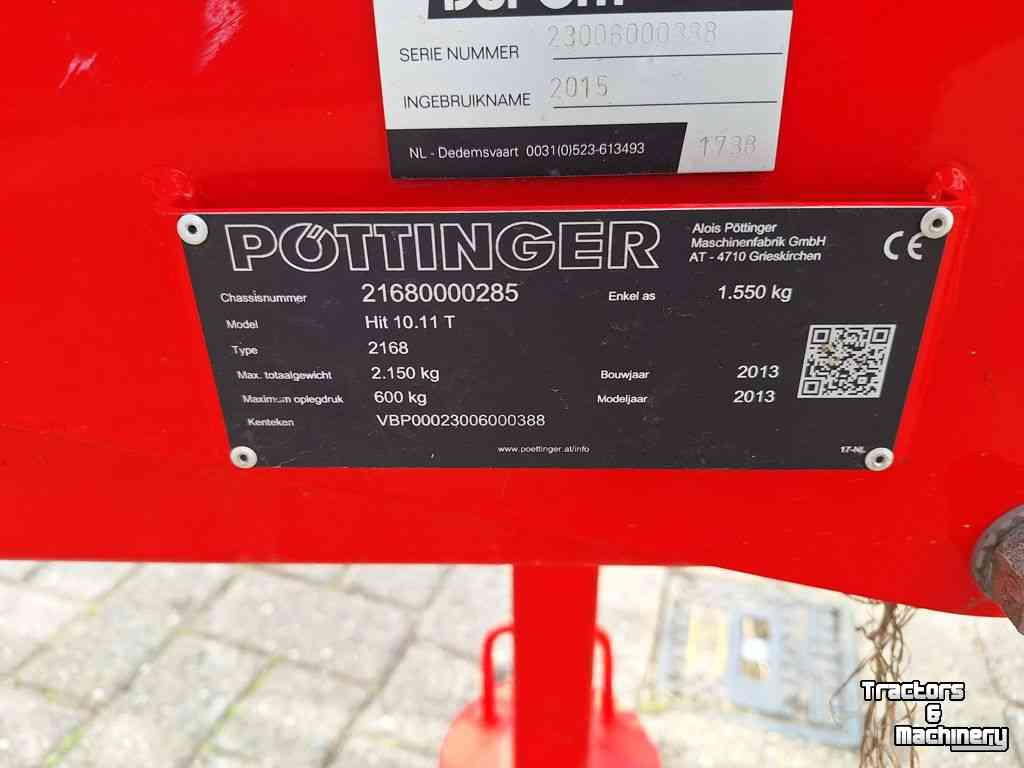 SERIE NUMMER 23006000388
INGEBRUIKNAME 2015
NL - Dedemsvaart 0031(0)523-613493 1738
PÖTTINGER
Alois Pöttinger
Maschinenfabrik GmbH
AT - 4710 Grieskirchen
CE
Chassisnummer 21680000285 Enkel as 1.550 kg
Model Hit 10.11 T
Type 2168
Max. totaalgewicht 2.150 kg Bouwjaar 2013
Maximum oplegdruk 600 kg Modeljaar 2013
Kenteken VBP00023006000388
www.poettinger.at/info 17-NL
Tractors
&
Machinery